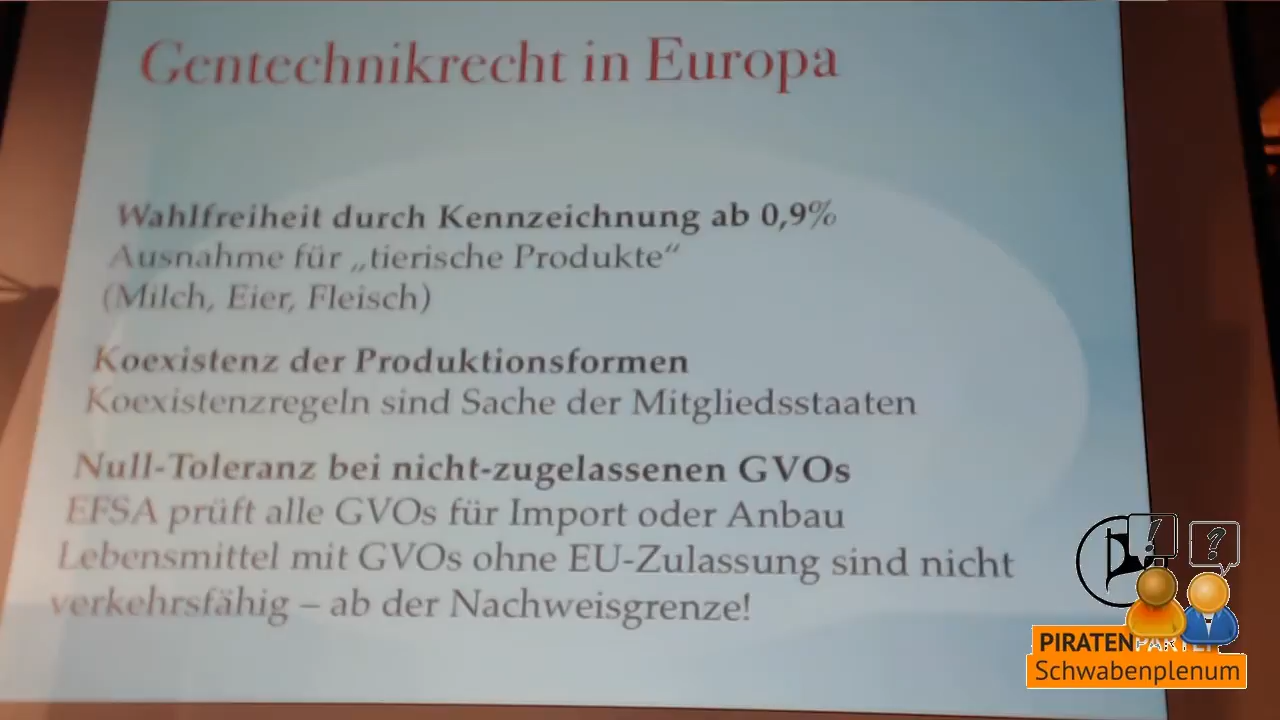 Gentechnikrecht in Europa
Wahlfreiheit durch Kennzeichnung ab 0,9%
Ausnahme für „tierische Produkte“
(Milch, Eier, Fleisch)
Koexistenz der Produktionsformen
Koexistenzregeln sind Sache der Mitgliedsstaaten
Null-Toleranz bei nicht-zugelassenen GVOs
EFSA prüft alle GVOs für Import oder Anbau
Lebensmittel mit GVOs ohne EU-Zulassung sind nicht
verkehrsfähig – ab der Nachweisgrenze!
! ?
PIRATENPARTEI
Schwabenplenum